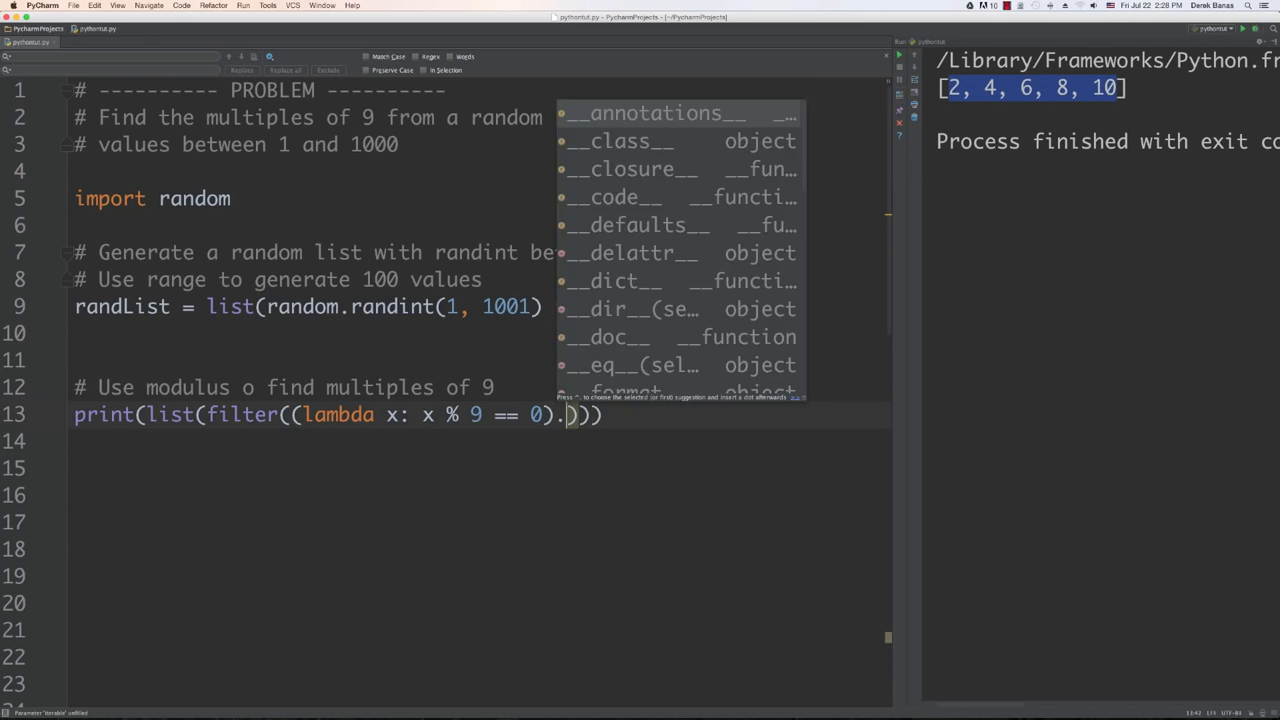 PyCharm File Edit View Navigate Code Refactor Run Tools VCS Window Help
10 Fri Jul 22 2:28 PM Derek Banas
pythontut.py - PycharmProjects - [~/PycharmProjects]
PycharmProjects pythontut.py
pythontut
pythontut.py
Run: pythontut
Match Case Regex Words
Replace Replace all Exclude Preserve Case In Selection
1 # ---------- PROBLEM ----------
2 # Find the multiples of 9 from a random
3 # values between 1 and 1000
4
5 import random
6
7 # Generate a random list with randint be
8 # Use range to generate 100 values
9 randList = list(random.randint(1, 1001)
10
11
12 # Use modulus o find multiples of 9
13 print(list(filter((lambda x: x % 9 == 0).)))
14
15
16
17
18
19
20
21
22
23
__annotations__ _…
__class__ object
__closure__ __fun…
__code__ __functi…
__defaults__ __fu…
__delattr__ object
__dict__ __functi…
__dir__(se… object
__doc__ __function
__eq__(sel… object
__format__ object
Press ^. to choose the selected (or first) suggestion and insert a dot afterwards >>
/Library/Frameworks/Python.fr
[2, 4, 6, 8, 10]
Process finished with exit co
Parameter 'iterable' unfilled
13:42 LF÷ UTF-8÷